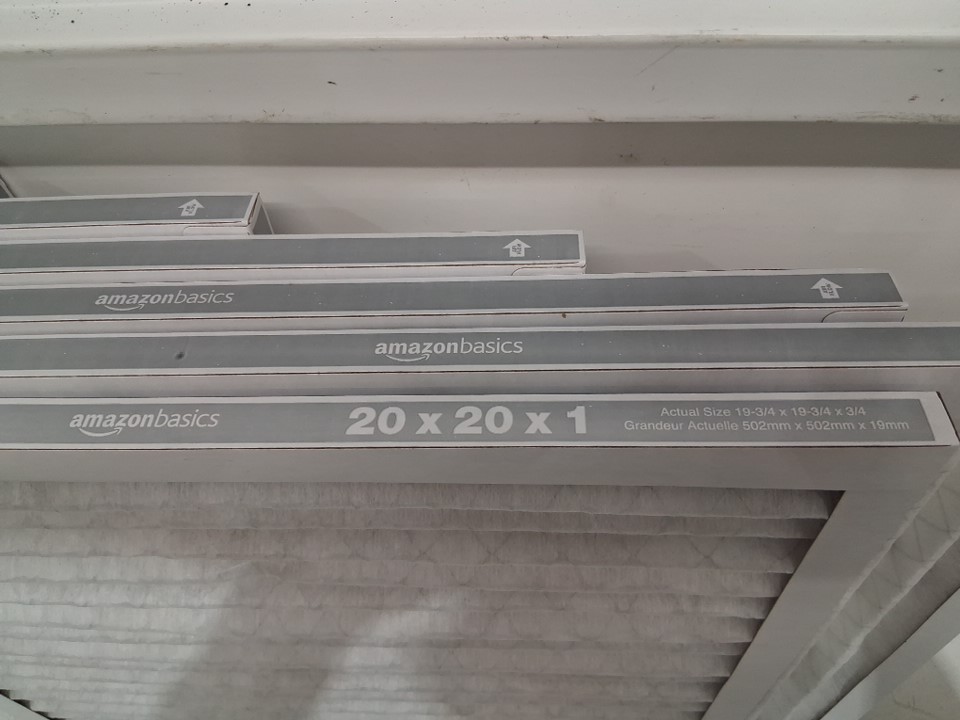 amazonbasics
amazonbasics
amazonbasics
20 x 20 x 1
Actual Size 19-3/4 x 19-3/4 x 3/4
Grandeur Actuelle 502mm x 502mm x 19mm